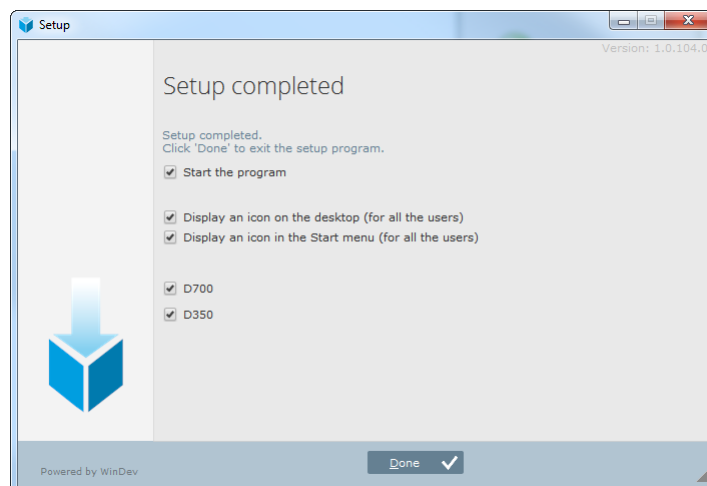 Setup
Version: 1.0.104.0
Setup completed
Setup completed.
Click 'Done' to exit the setup program.
Start the program
Display an icon on the desktop (for all the users)
Display an icon in the Start menu (for all the users)
D700
D350
Done
Powered by WinDev